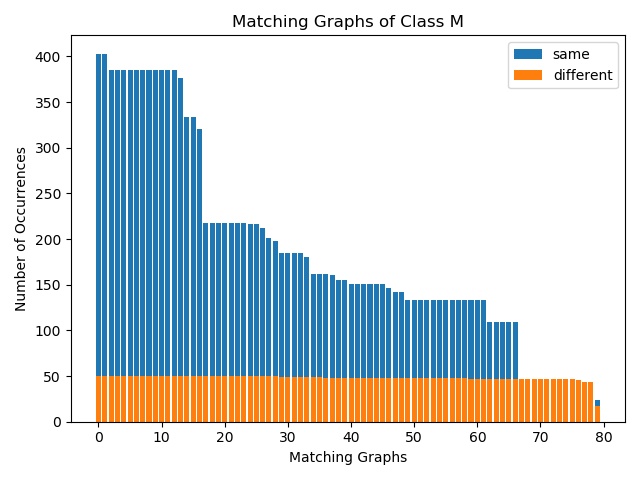 Matching Graphs of Class M
same
different
Number of Occurrences
400
350
300
250
200
150
100
50
0
0 10 20 30 40 50 60 70 80
Matching Graphs